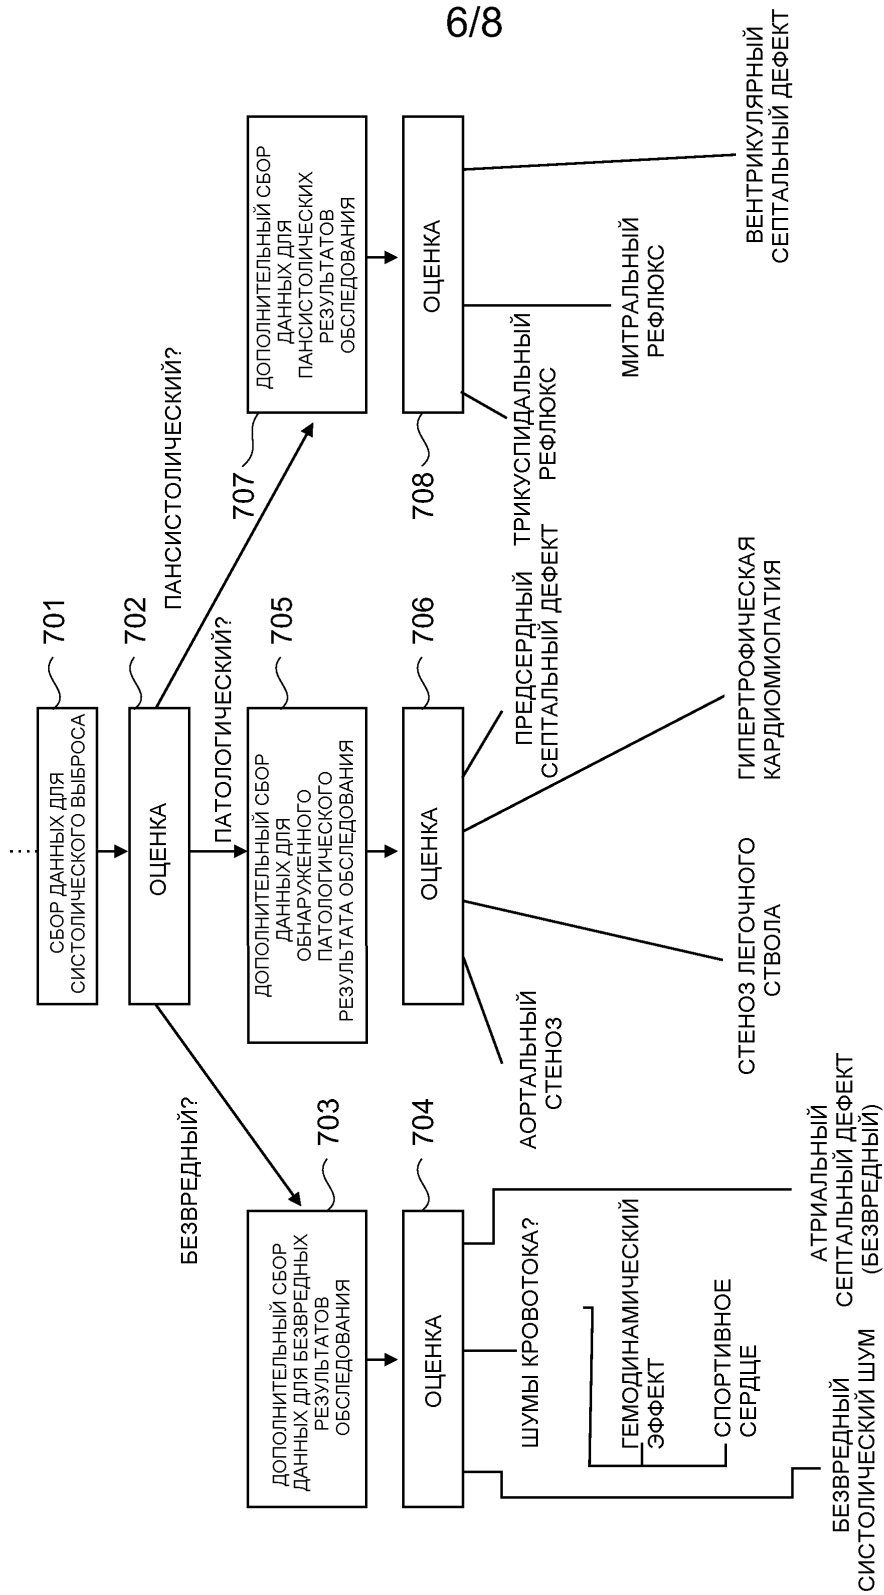 6/8
СБОР ДАННЫХ ДЛЯ
СИСТОЛИЧЕСКОГО ВЫБРОСА
701
ОЦЕНКА
702
БЕЗВРЕДНЫЙ?
ПАТОЛОГИЧЕСКИЙ?
ПАНСИСТОЛИЧЕСКИЙ?
ДОПОЛНИТЕЛЬНЫЙ СБОР
ДАННЫХ ДЛЯ БЕЗВРЕДНЫХ
РЕЗУЛЬТАТОВ
ОБСЛЕДОВАНИЯ
703
ОЦЕНКА
704
БЕЗВРЕДНЫЙ
СИСТОЛИЧЕСКИЙ ШУМ
ШУМЫ КРОВОТОКА?
ГЕМОДИНАМИЧЕСКИЙ
ЭФФЕКТ
СПОРТИВНОЕ
СЕРДЦЕ
АТРИАЛЬНЫЙ
СЕПТАЛЬНЫЙ ДЕФЕКТ
(БЕЗВРЕДНЫЙ)
ДОПОЛНИТЕЛЬНЫЙ СБОР
ДАННЫХ ДЛЯ
ОБНАРУЖЕННОГО
ПАТОЛОГИЧЕСКОГО
РЕЗУЛЬТАТА ОБСЛЕДОВАНИЯ
705
ОЦЕНКА
706
АОРТАЛЬНЫЙ
СТЕНОЗ
СТЕНОЗ ЛЕГОЧНОГО
СТВОЛА
ГИПЕРТРОФИЧЕСКАЯ
КАРДИОМИОПАТИЯ
ПРЕДСЕРДНЫЙ
СЕПТАЛЬНЫЙ ДЕФЕКТ
ДОПОЛНИТЕЛЬНЫЙ СБОР
ДАННЫХ ДЛЯ
ПАНСИСТОЛИЧЕСКИХ
РЕЗУЛЬТАТОВ
ОБСЛЕДОВАНИЯ
707
ОЦЕНКА
708
ТРИКУСПИДАЛЬНЫЙ
РЕФЛЮКС
МИТРАЛЬНЫЙ
РЕФЛЮКС
ВЕНТРИКУЛЯРНЫЙ
СЕПТАЛЬНЫЙ ДЕФЕКТ